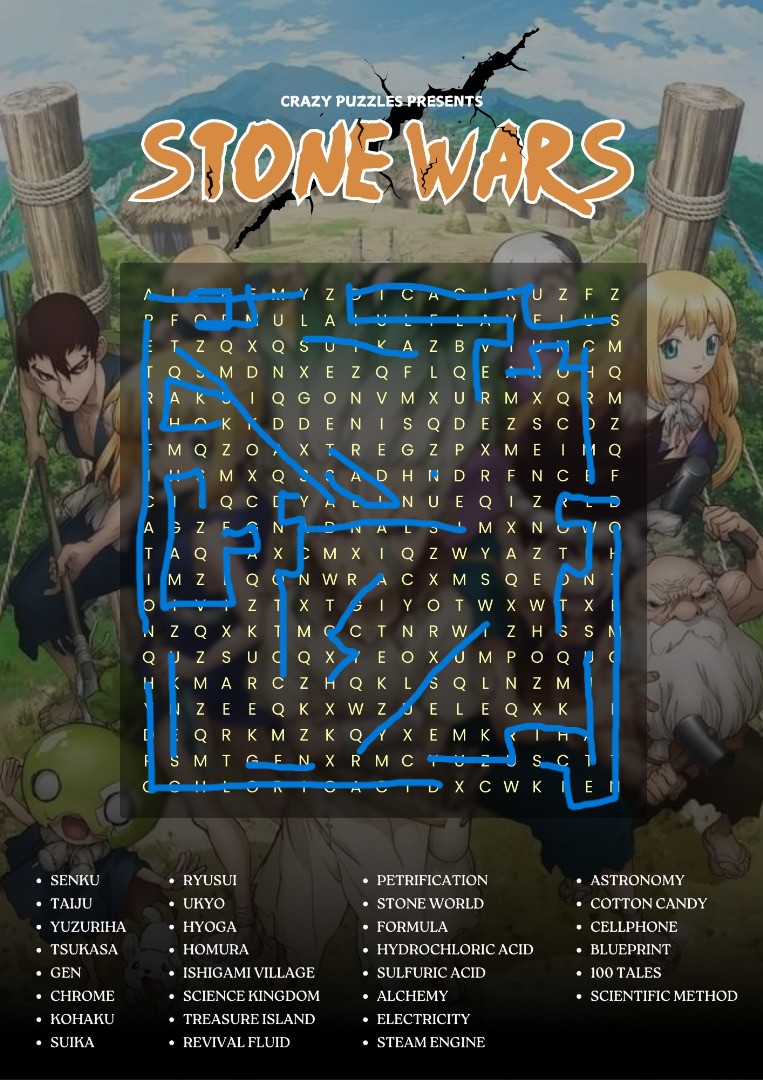 CRAZY PUZZLES PRESENTS
STONE WARS
A L E M Y Z D I C A C I R U Z F Z
P F O R M U L A I U L F L A V E I U S
E T Z Q X Q S U I K A Z B V I U M C M
T Q S M D N X E Z Q F L Q E A R O H Q
R A K U I Q G O N V M X U R M X Q R M
I H O K K D D E N I S Q D E Z S C O Z
F M Q Z O A X T R E G Z P X M E I M Q
I H S M X Q S C A D H N D R F N C E F
C I Q C D Y A E N U E Q I Z R E D
A G Z E G N D N A L S I M X N U W O
T A Q A X C M X I Q Z W Y A Z T H
I M Z L Q O N W R A C X M S Q E O N T
O I V I Z T X T G I Y O T W X W T X E
N Z Q X K T M O C T N R W I Z H S S M
Q U Z S U O Q X Y E O X U M P O Q U C
H K M A R C Z H Q K L S Q L N Z M J
Y N Z E E Q K X W Z U E L E Q X K I
D E Q R K M Z K Q Y X E M K R I H A
R S M T G E N X R M C Y U Z U S C T T
O C H L O R I C A C I D X C W K I E N
• SENKU
• TAIJU
• YUZURIHA
• TSUKASA
• GEN
• CHROME
• KOHAKU
• SUIKA
• RYUSUI
• UKYO
• HYOGA
• HOMURA
• ISHIGAMI VILLAGE
• SCIENCE KINGDOM
• TREASURE ISLAND
• REVIVAL FLUID
• PETRIFICATION
• STONE WORLD
• FORMULA
• HYDROCHLORIC ACID
• SULFURIC ACID
• ALCHEMY
• ELECTRICITY
• STEAM ENGINE
• ASTRONOMY
• COTTON CANDY
• CELLPHONE
• BLUEPRINT
• 100 TALES
• SCIENTIFIC METHOD